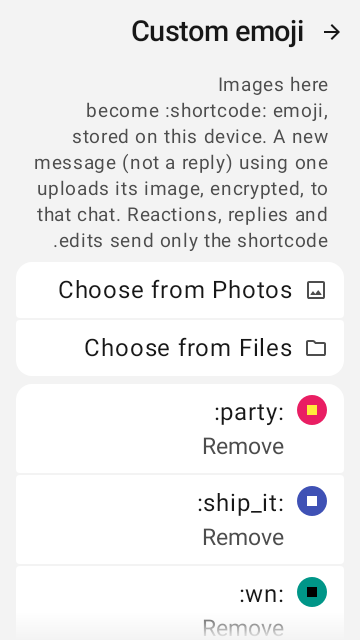 Custom emoji
Images here
become :shortcode: emoji,
stored on this device. A new
message (not a reply) using one
uploads its image, encrypted, to
that chat. Reactions, replies and
.edits send only the shortcode
Choose from Photos
Choose from Files
:party:
Remove
:ship_it:
Remove
:wn:
Remove